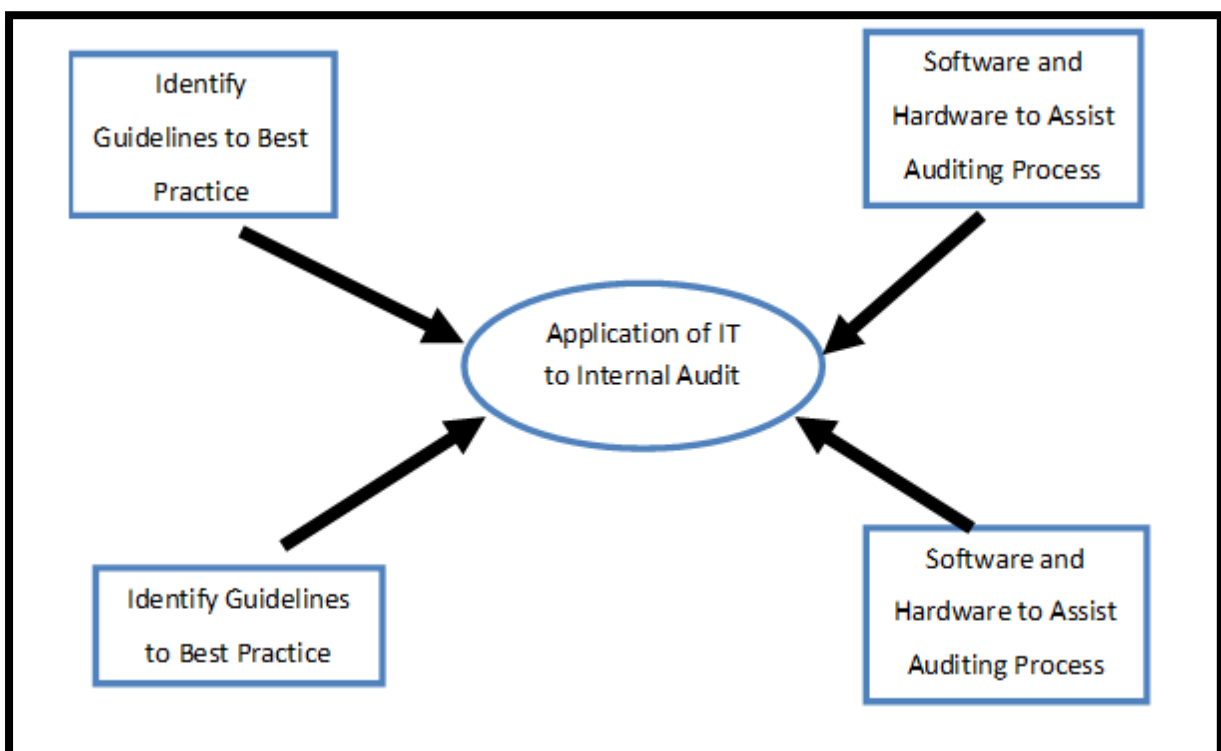 Identify
Guidelines to Best
Practice
Software and
Hardware to Assist
Auditing Process
Application of IT
to Internal Audit
Identify Guidelines
to Best Practice
Software and
Hardware to Assist
Auditing Process